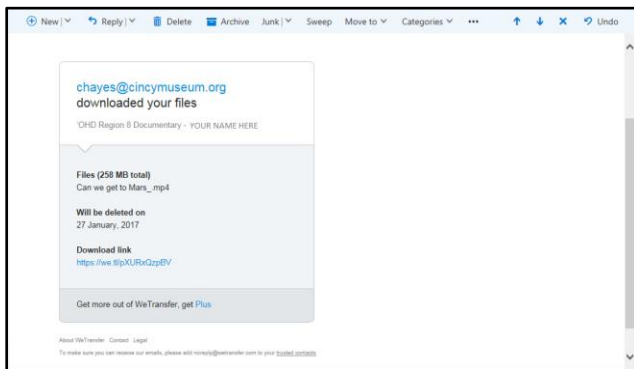 New | Reply | Delete Archive Junk | Sweep Move to Categories ... Undo
chayes@cincymuseum.org
downloaded your files
'OHD Region 8 Documentary - YOUR NAME HERE
Files (258 MB total)
Can we get to Mars_.mp4
Will be deleted on
27 January, 2017
Download link
https://we.tl/pXURxQzpBV
Get more out of WeTransfer, get Plus
About WeTransfer Contact Legal
To make sure you can receive our emails, please add noreply@wetransfer.com to your trusted contacts